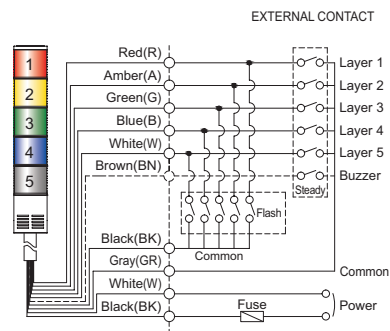 EXTERNAL CONTACT
Red(R)
Layer 1
1
Amber(A)
Layer 2
2
Green(G)
Layer 3
3
Blue(B)
Layer 4
4
White(W)
Layer 5
5
Brown(BN)
Buzzer
Steady
Flash
Black(BK)
Common
Gray(GR)
Common
White(W)
Power
Black(BK)
Fuse